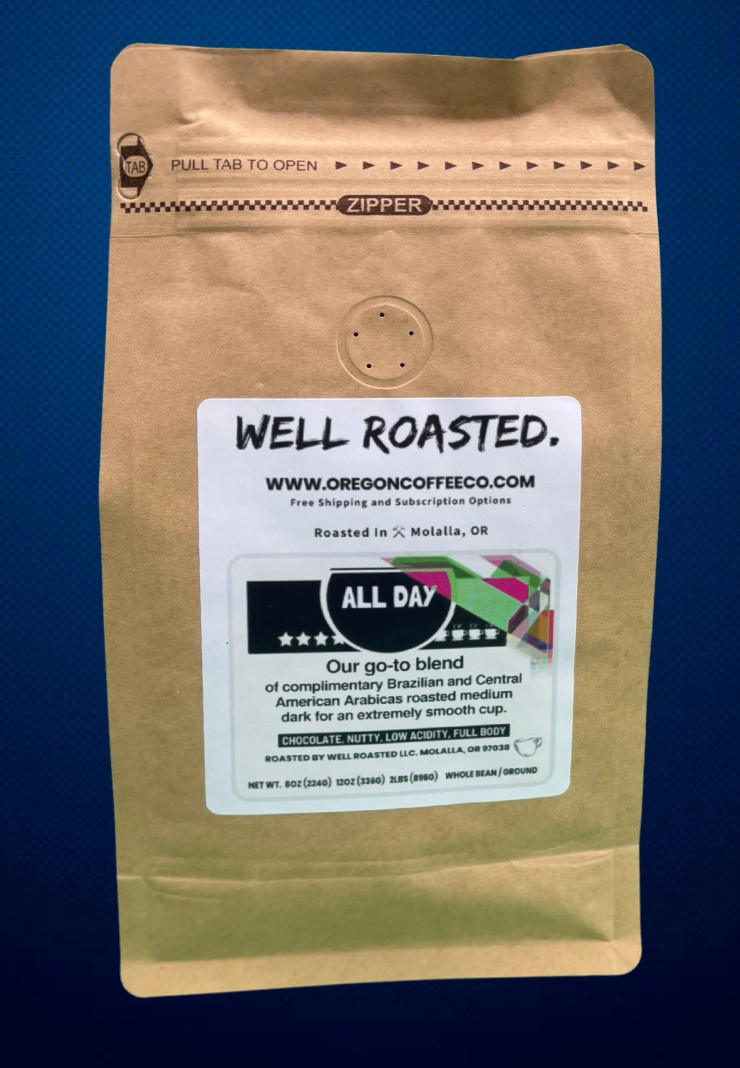 TAB
PULL TAB TO OPEN
ZIPPER
WELL ROASTED.
WWW.OREGONCOFFEECO.COM
Free Shipping and Subscription Options
Roasted In Molalla, OR
ALL DAY
Our go-to blend
of complimentary Brazilian and Central
American Arabicas roasted medium
dark for an extremely smooth cup.
CHOCOLATE, NUTTY, LOW ACIDITY, FULL BODY
ROASTED BY WELL ROASTED LLC. MOLALLA, OR 97038
NET WT. 8OZ (224G) 12OZ (336G) 2LBS (896G) WHOLE BEAN / GROUND